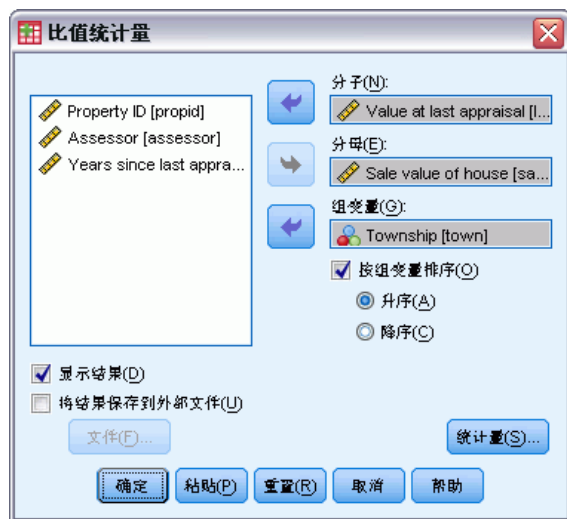 比值统计量
Property ID [propid]
Assessor [assessor]
Years since last appra...
分子(N):
Value at last appraisal [l...
分母(E):
Sale value of house [sa...
组变量(G):
Township [town]
按组变量排序(O)
升序(A)
降序(C)
显示结果(D)
将结果保存到外部文件(U)
文件(F)...
统计量(S)...
确定
粘贴(P)
重置(R)
取消
帮助